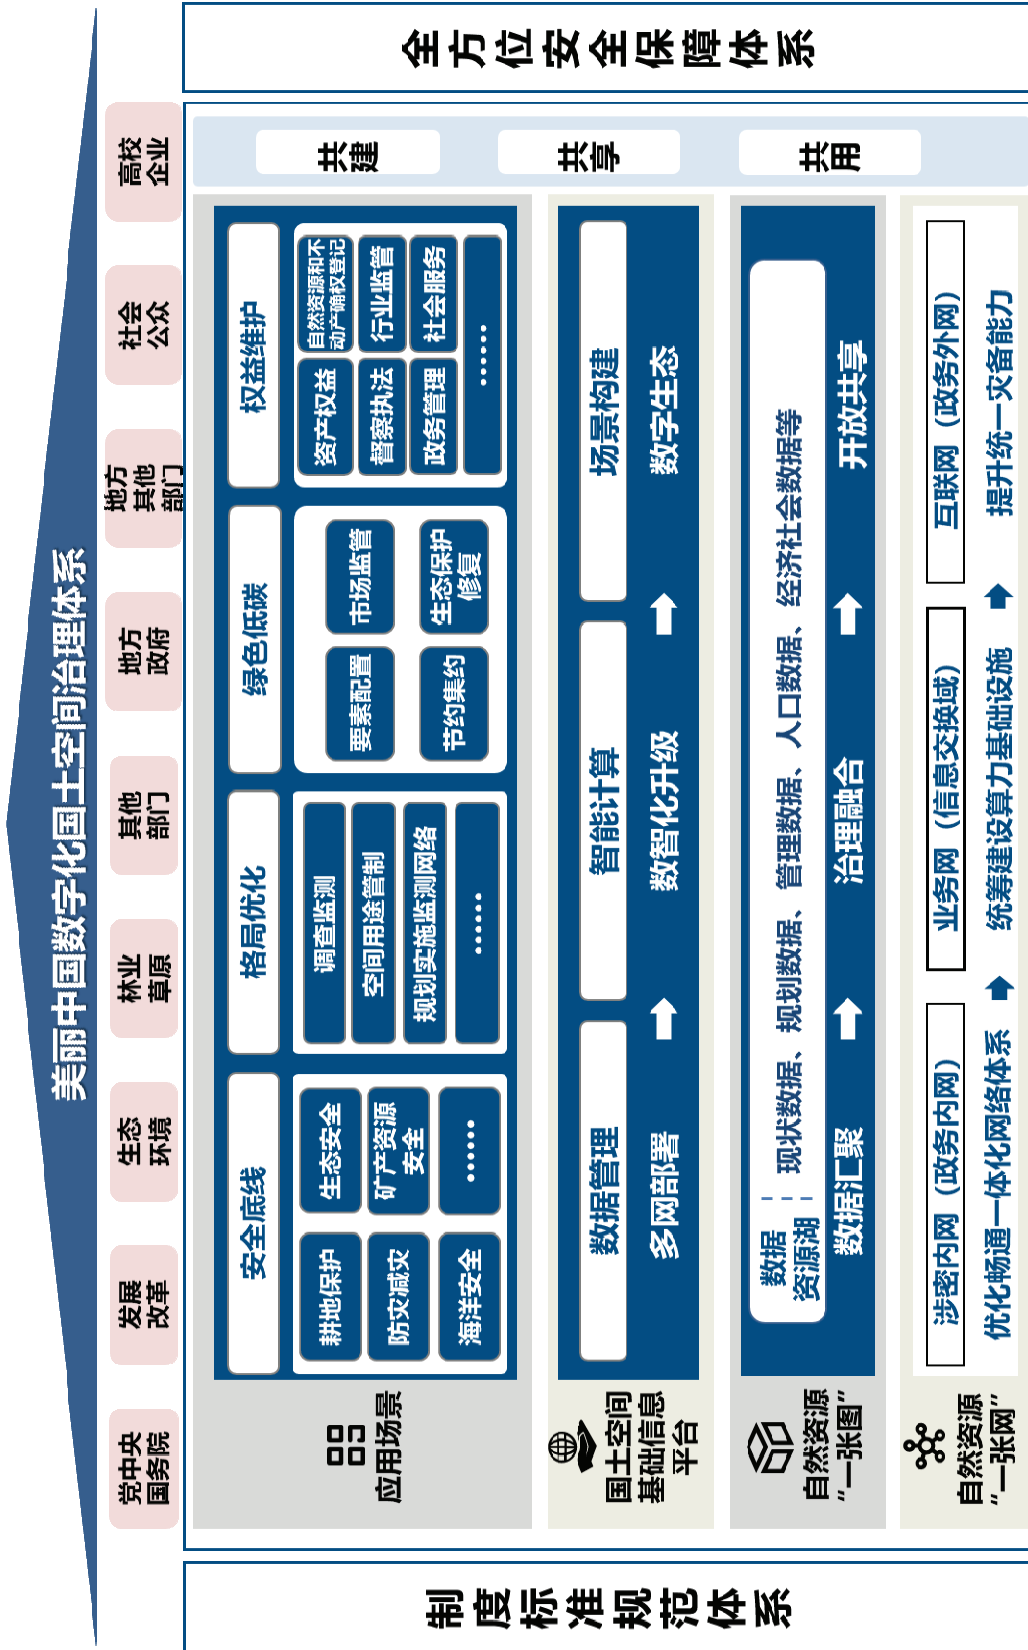 美丽中国数字化国土空间治理体系
党中央
国务院
发展
改革
生态
环境
林业
草原
其他
部门
地方
政府
地方
其他
部门
社会
公众
高校
企业
制度标准规范体系
应用场景
安全底线
耕地保护
生态安全
防灾减灾
矿产资源
安全
海洋安全
……
格局优化
调查监测
空间用途管制
规划实施监测网络
……
绿色低碳
要素配置
市场监管
节约集约
生态保护
修复
权益维护
资产权益
自然资源和不
动产确权登记
督察执法
行业监管
政务管理
社会服务
……
国土空间
基础信息
平台
数据管理
智能计算
场景构建
多网部署
数智化升级
数字生态
自然资源
“一张图”
数据
资源湖
现状数据、规划数据、管理数据、人口数据、经济社会数据等
数据汇聚
治理融合
开放共享
自然资源
“一张网”
涉密内网（政务内网）
业务网（信息交换域）
互联网（政务外网）
优化畅通一体化网络体系
统筹建设算力基础设施
提升统一灾备能力
共建
共享
共用
全方位安全保障体系